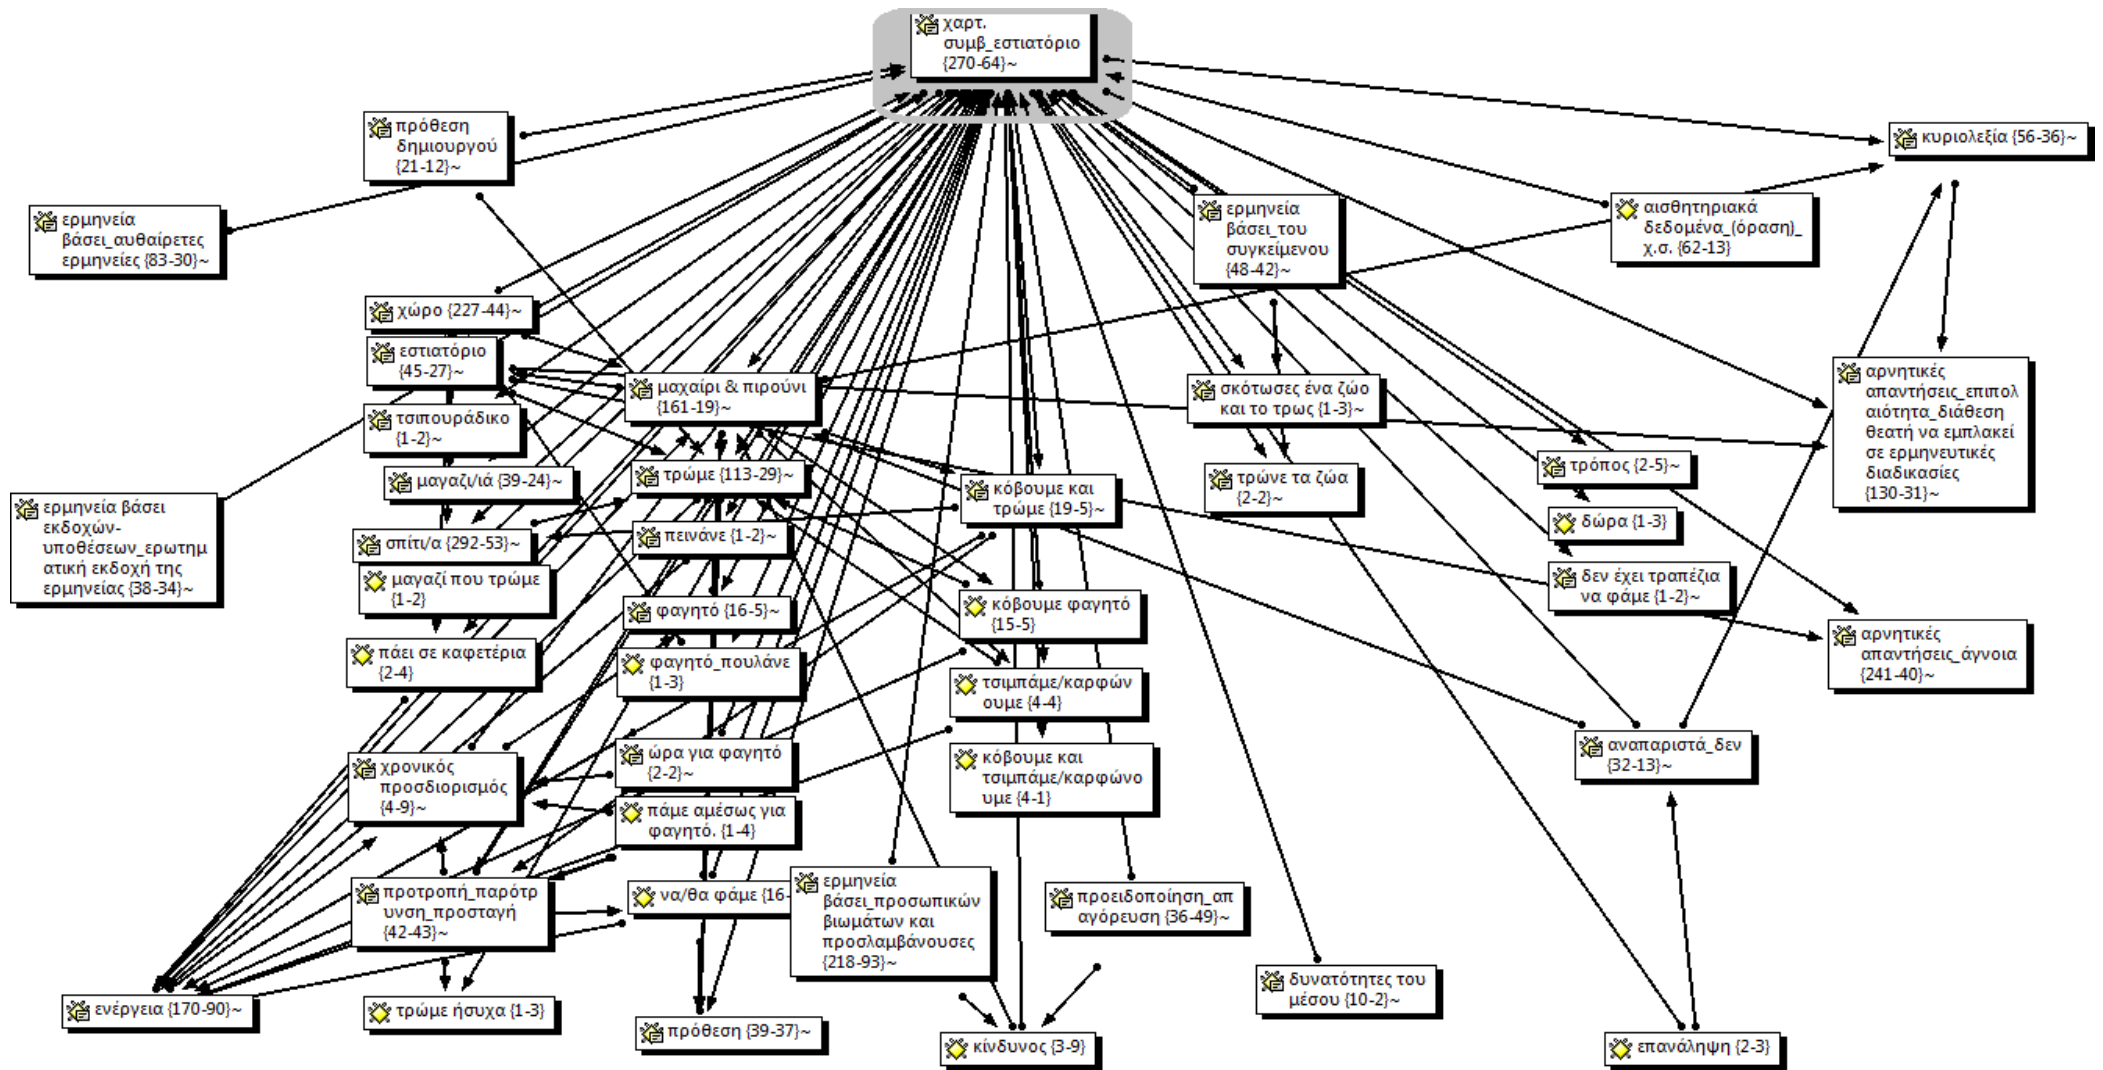 χαρτ.
συμβ_εστιατόριο
{270-64}~
πρόθεση
δημιουργού
{21-12}~
κυριολεξία {56-36}~
ερμηνεία
βάσει_αυθαίρετες
ερμηνείες {83-30}~
ερμηνεία
βάσει_του
συγκείμενου
{48-42}~
αισθητηριακά
δεδομένα_(όραση)_
χ.σ. {62-13}
χώρο {227-44}~
εστιατόριο
{45-27}~
μαχαίρι & πιρούνι
{161-19}~
σκότωσες ένα ζώο
και το τρως {1-3}~
αρνητικές
απαντήσεις_επιπολ
αιότητα_διάθεση
θεατή να εμπλακεί
σε ερμηνευτικές
διαδικασίες
{130-31}~
τσιπουράδικο
{1-2}~
μαγαζι/ιά {39-24}~
τρώμε {113-29}~
κόβουμε και
τρώμε {19-5}~
τρώνε τα ζώα
{2-2}~
τρόπος {2-5}~
ερμηνεία βάσει
εκδοχών-
υποθέσεων_ερωτημ
ατική εκδοχή της
ερμηνείας {38-34}~
σπίτι/α {292-53}~
πεινάνε {1-2}~
δώρα {1-3}
μαγαζί που τρώμε
{1-2}
φαγητό {16-5}~
κόβουμε φαγητό
{15-5}
δεν έχει τραπέζια
να φάμε {1-2}~
πάει σε καφετέρια
{2-4}
φαγητό_πουλάνε
{1-3}
τσιμπάμε/καρφών
ουμε {4-4}
αρνητικές
απαντήσεις_άγνοια
{241-40}~
χρονικός
προσδιορισμός
{4-9}~
ώρα για φαγητό
{2-2}~
κόβουμε και
τσιμπάμε/καρφώνο
υμε {4-1}
αναπαριστά_δεν
{32-13}~
πάμε αμέσως για
φαγητό. {1-4}
προτροπή_παρότρ
υνση_προσταγή
{42-43}~
να/θα φάμε {16-
ερμηνεία
βάσει_προσωπικών
βιωμάτων και
προσλαμβάνουσες
{218-93}~
προειδοποίηση_απ
αγόρευση {36-49}~
δυνατότητες του
μέσου {10-2}~
ενέργεια {170-90}~
τρώμε ήσυχα {1-3}
πρόθεση {39-37}~
κίνδυνος {3-9}
επανάληψη {2-3}